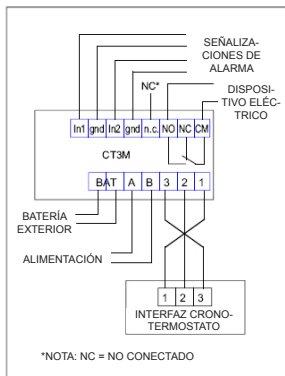 SEÑALIZA-
CIONES DE
ALARMA
NC*
DISPOSI-
TIVO ELÉC-
TRICO
In1 gnd In2 gnd n.c. NO NC CM
CT3M
BAT A B 3 2 1
BATERÍA
EXTERIOR
ALIMENTACIÓN
1 2 3
INTERFAZ CRONO-
TERMOSTATO
*NOTA: NC = NO CONECTADO